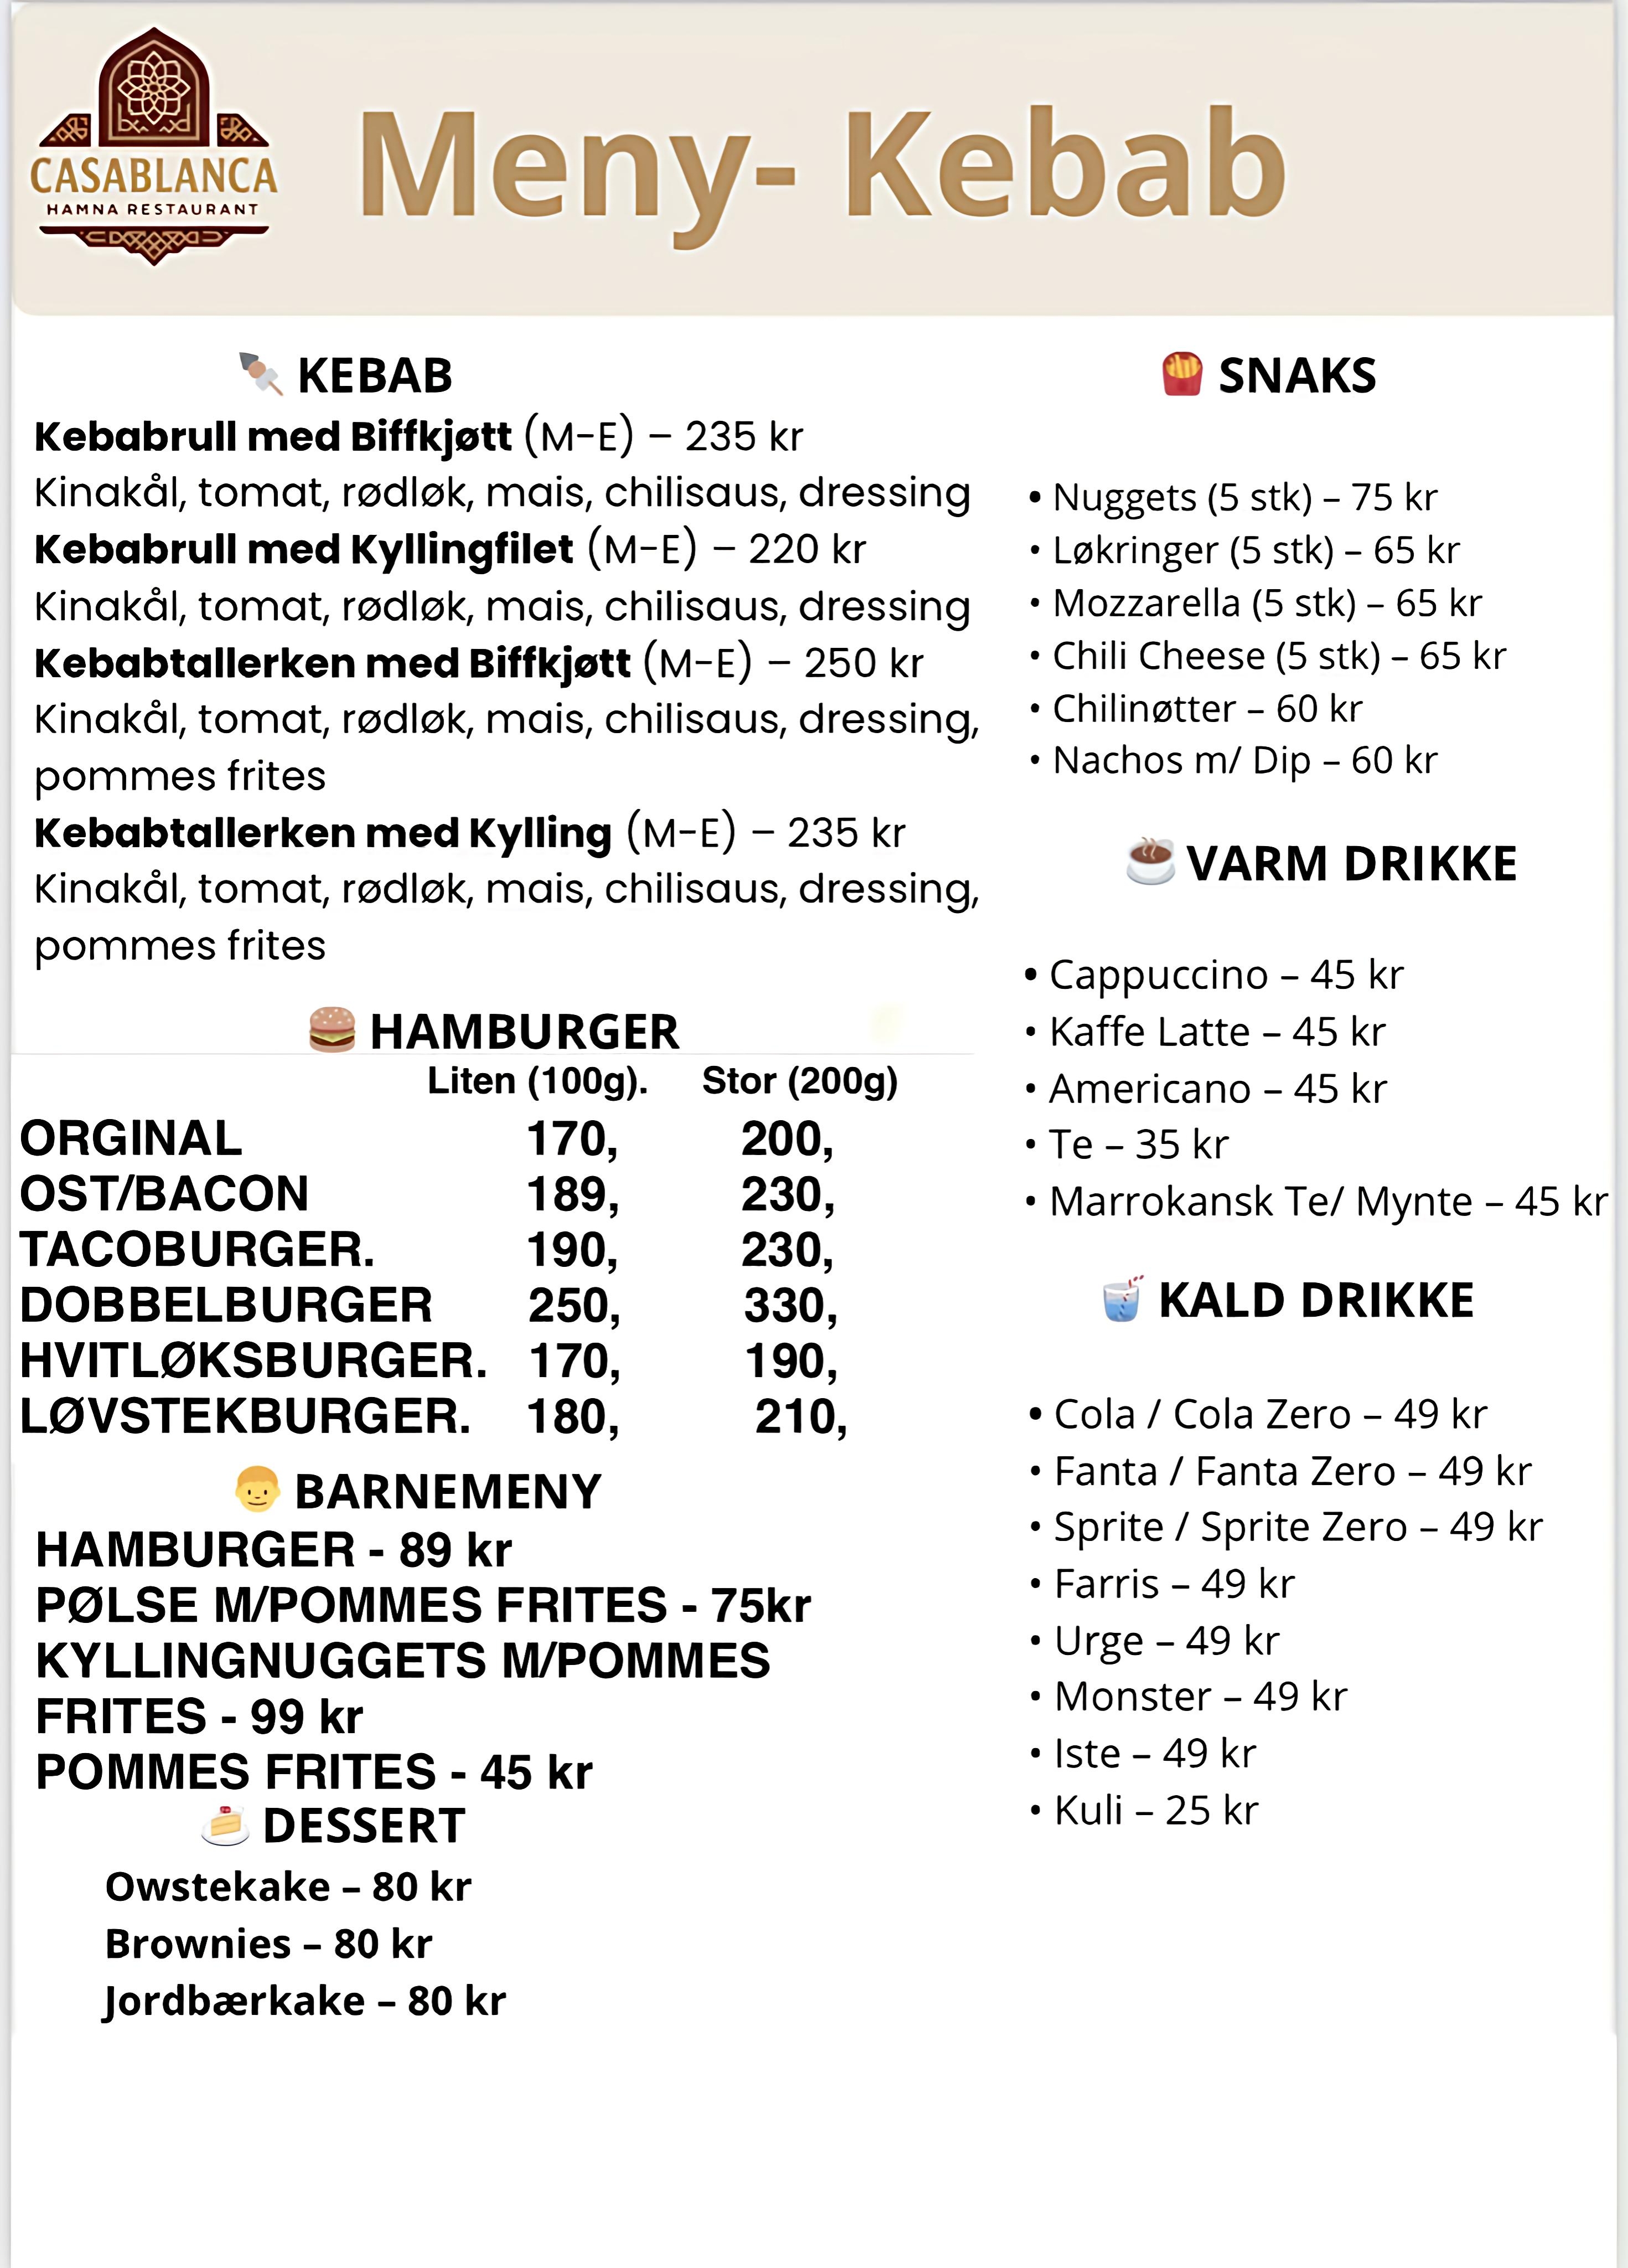 CASABLANCA
HAMNA RESTAURANT
Meny- Kebab
KEBAB
Kebabrull med Biffkjøtt (M-E) – 235 kr
Kinakål, tomat, rødløk, mais, chilisaus, dressing
Kebabrull med Kyllingfilet (M-E) – 220 kr
Kinakål, tomat, rødløk, mais, chilisaus, dressing
Kebabtallerken med Biffkjøtt (M-E) – 250 kr
Kinakål, tomat, rødløk, mais, chilisaus, dressing,
pommes frites
Kebabtallerken med Kylling (M-E) – 235 kr
Kinakål, tomat, rødløk, mais, chilisaus, dressing,
pommes frites
HAMBURGER
Liten (100g). Stor (200g)
ORGINAL 170, 200,
OST/BACON 189, 230,
TACOBURGER. 190, 230,
DOBBELBURGER 250, 330,
HVITLØKSBURGER. 170, 190,
LØVSTEKBURGER. 180, 210,
BARNEMENY
HAMBURGER - 89 kr
PØLSE M/POMMES FRITES - 75kr
KYLLINGNUGGETS M/POMMES
FRITES - 99 kr
POMMES FRITES - 45 kr
DESSERT
Owstekake – 80 kr
Brownies – 80 kr
Jordbærkake – 80 kr
SNAKS
• Nuggets (5 stk) – 75 kr
• Løkringer (5 stk) – 65 kr
• Mozzarella (5 stk) – 65 kr
• Chili Cheese (5 stk) – 65 kr
• Chilinøtter – 60 kr
• Nachos m/ Dip – 60 kr
VARM DRIKKE
• Cappuccino – 45 kr
• Kaffe Latte – 45 kr
• Americano – 45 kr
• Te – 35 kr
• Marrokansk Te/ Mynte – 45 kr
KALD DRIKKE
• Cola / Cola Zero – 49 kr
• Fanta / Fanta Zero – 49 kr
• Sprite / Sprite Zero – 49 kr
• Farris – 49 kr
• Urge – 49 kr
• Monster – 49 kr
• Iste – 49 kr
• Kuli – 25 kr